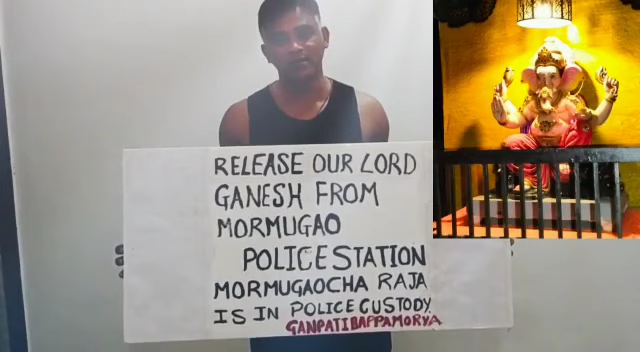 RELEASE OUR LORD
GANESH FROM
MORMUGAO
POLICE STATION
MORMUGAOCHA RAJA
IS IN POLICE CUSTODY.
GANPATIBAPPAMORYA